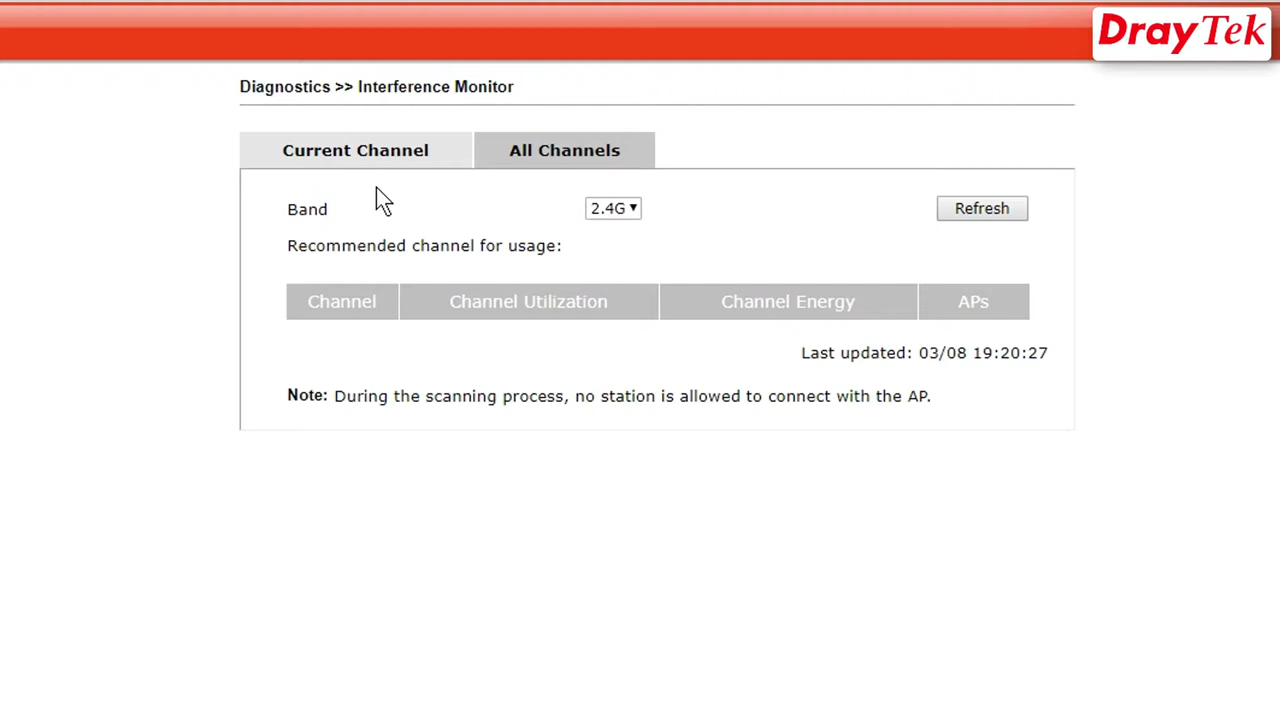 DrayTek
Diagnostics >> Interference Monitor
Current Channel All Channels
Band 2.4G Refresh
Recommended channel for usage:
Channel Channel Utilization Channel Energy APs
Last updated: 03/08 19:20:27
Note: During the scanning process, no station is allowed to connect with the AP.